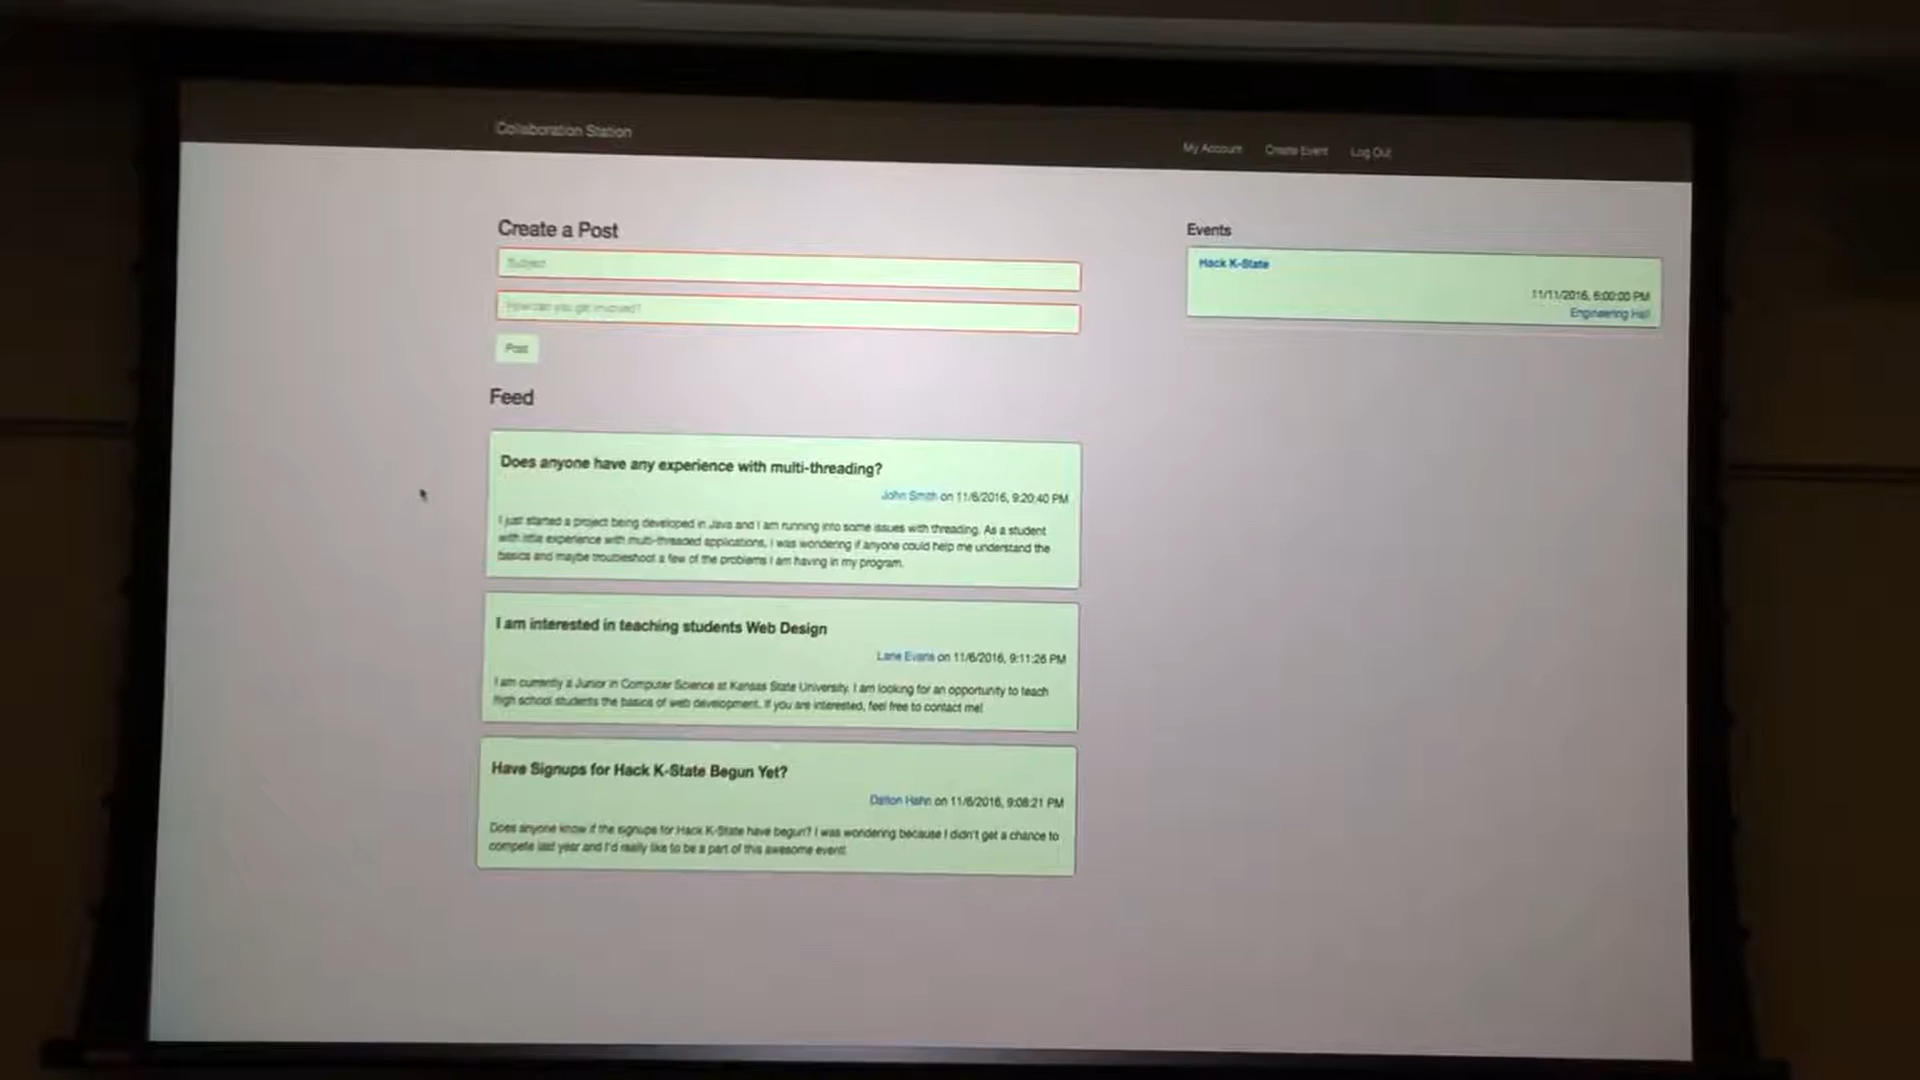 Collaboration Station
My Account Create Event Log Out
Create a Post
Subject
How can you get involved?
Post
Events
Hack K-State
11/11/2016, 6:00:00 PM
Engineering Hall
Feed
Does anyone have any experience with multi-threading?
John Smith on 11/6/2016, 9:20:40 PM
I just started a project being developed in Java and I am running into some issues with threading. As a student
with little experience with multi-threaded applications, I was wondering if anyone could help me understand the
basics and maybe troubleshoot a few of the problems I am having in my program.
I am interested in teaching students Web Design
Lane Evans on 11/6/2016, 9:11:26 PM
I am currently a Junior in Computer Science at Kansas State University. I am looking for an opportunity to teach
high school students the basics of web development. If you are interested, feel free to contact me!
Have Signups for Hack K-State Begun Yet?
Dalton Hahn on 11/6/2016, 9:08:21 PM
Does anyone know if the signups for Hack K-State have begun? I was wondering because I didn't get a chance to
compete last year and I'd really like to be a part of this awesome event!